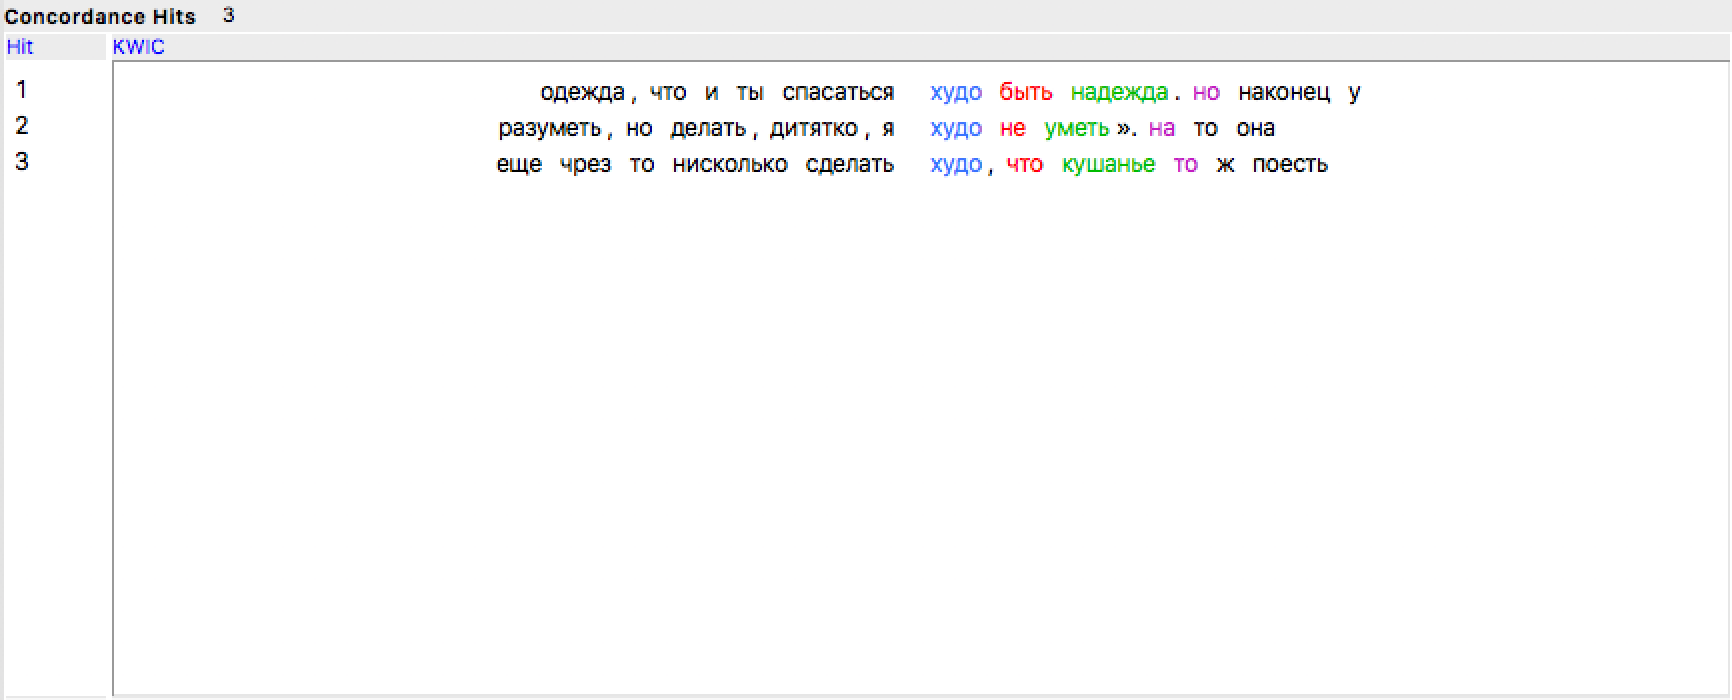 Concordance Hits 3
Hit KWIC
1 одежда, что и ты спасаться худо быть надежда. но наконец у
2 разуметь, но делать, дитятко, я худо не уметь». на то она
3 еще чрез то нисколько сделать худо, что кушанье то ж поесть